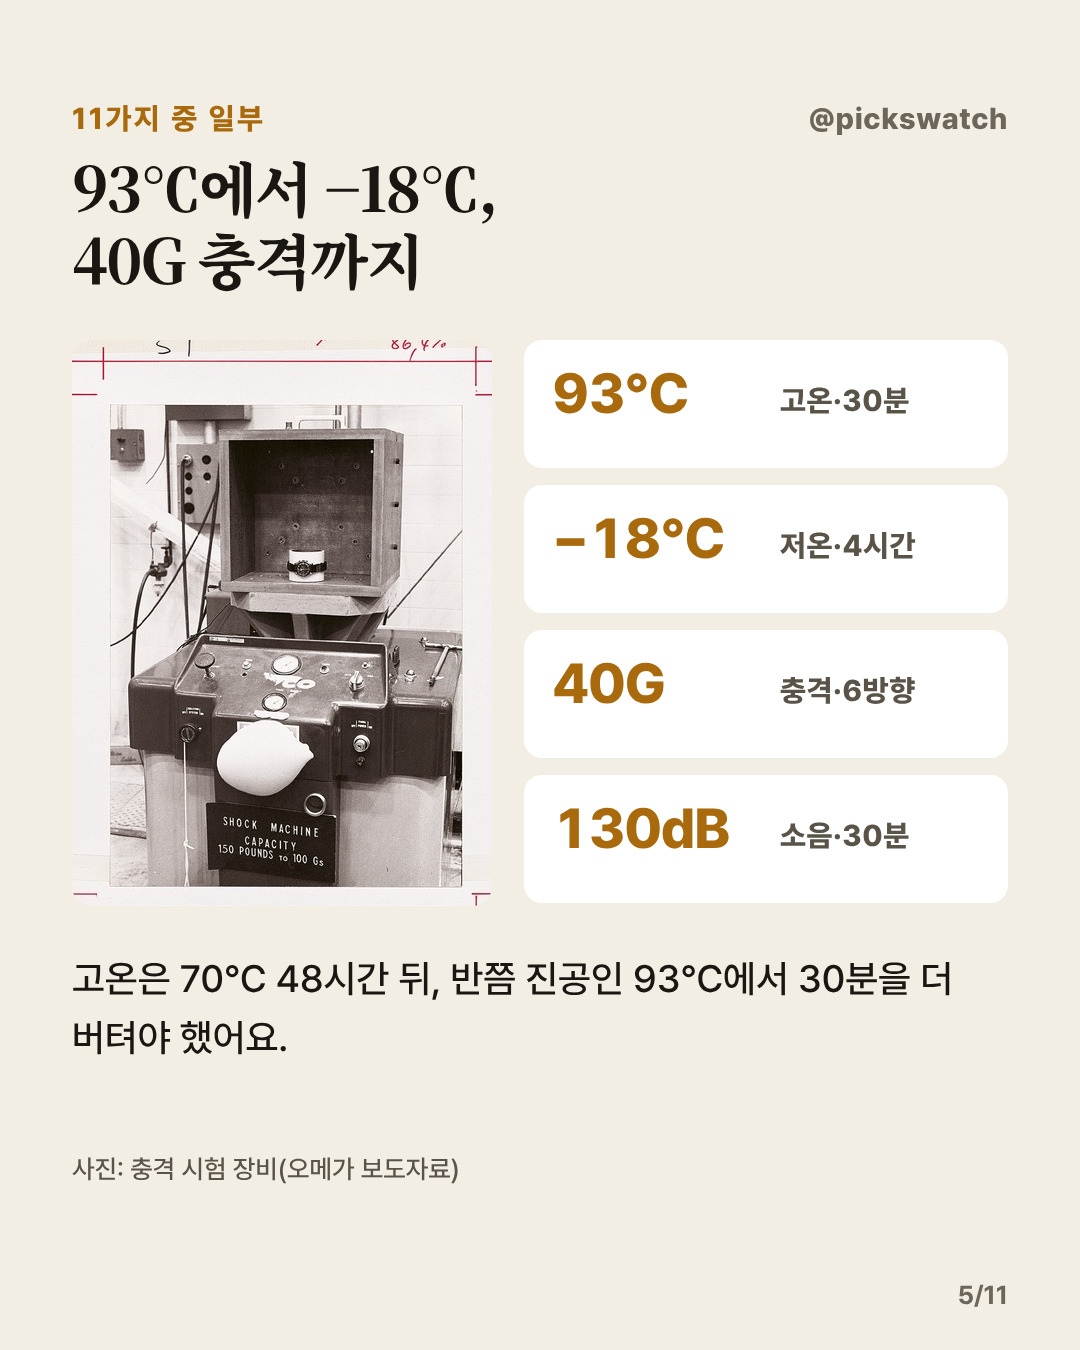 11가지 중 일부
@pickswatch
93°C에서 –18°C,
40G 충격까지
86,4%
93°C
고온·30분
–18°C
저온·4시간
40G
충격·6방향
130dB
소음·30분
SHOCK MACHINE
CAPACITY
150 POUNDS TO 100 Gs
고온은 70°C 48시간 뒤, 반쯤 진공인 93°C에서 30분을 더
버텨야 했어요.
사진: 충격 시험 장비(오메가 보도자료)
5/11